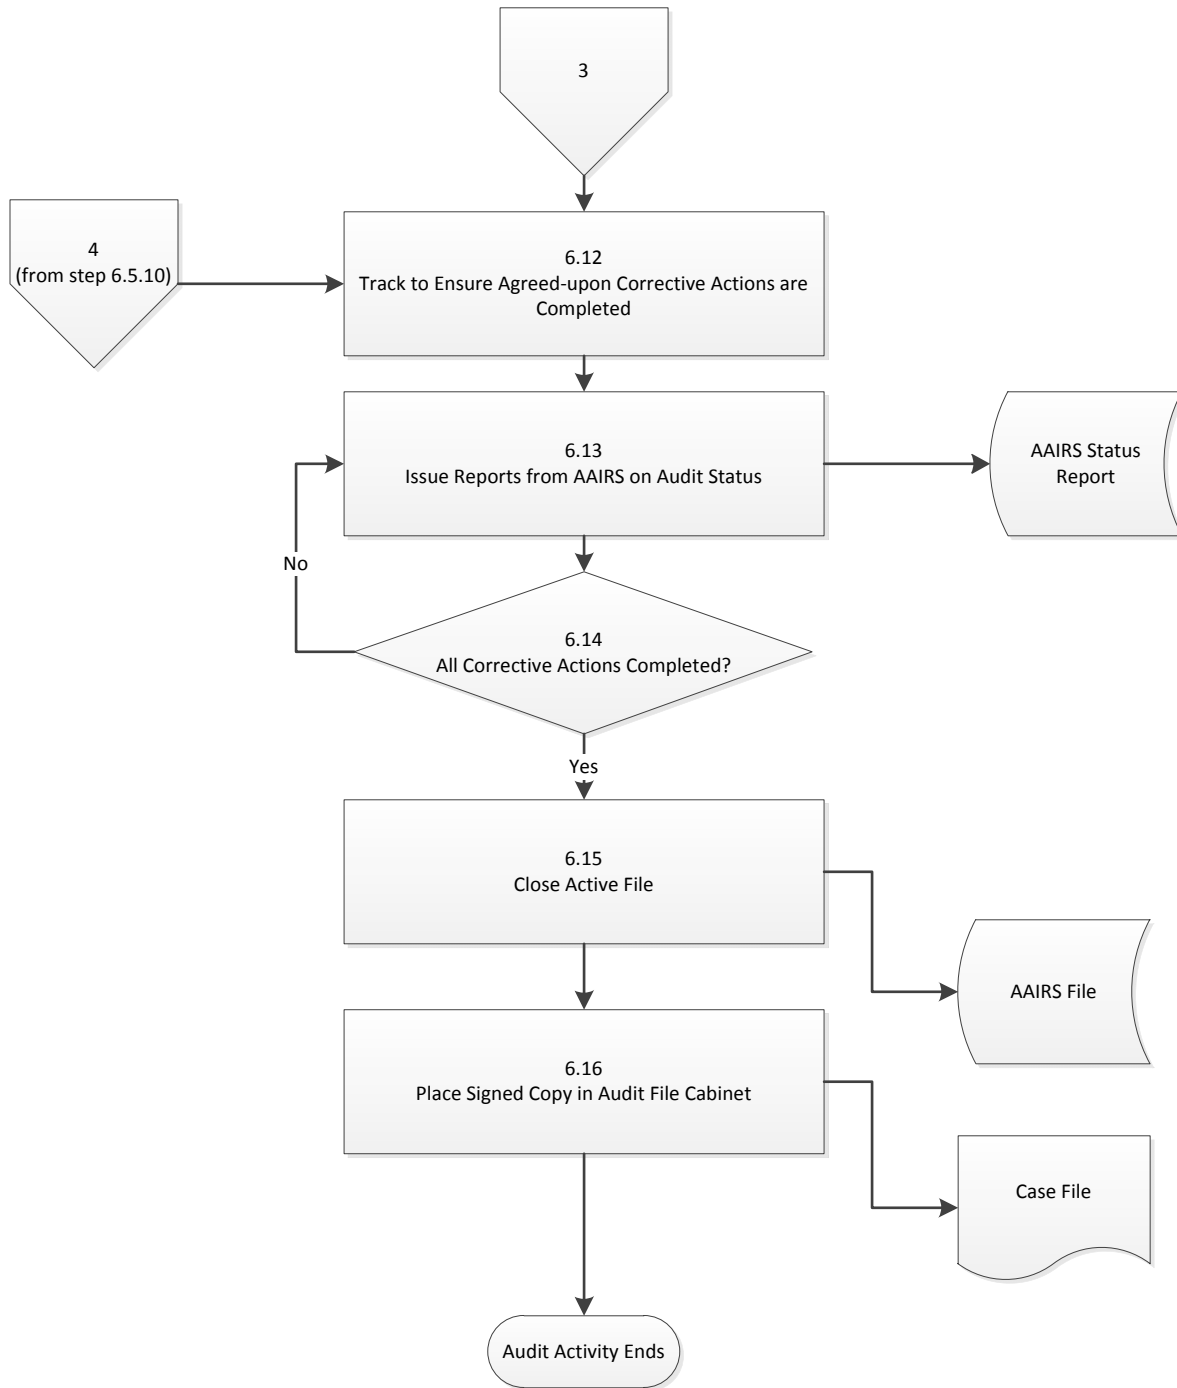 3
4
(from step 6.5.10)
6.12
Track to Ensure Agreed-upon Corrective Actions are
Completed
6.13
Issue Reports from AAIRS on Audit Status
AAIRS Status
Report
No
6.14
All Corrective Actions Completed?
Yes
6.15
Close Active File
AAIRS File
6.16
Place Signed Copy in Audit File Cabinet
Case File
Audit Activity Ends